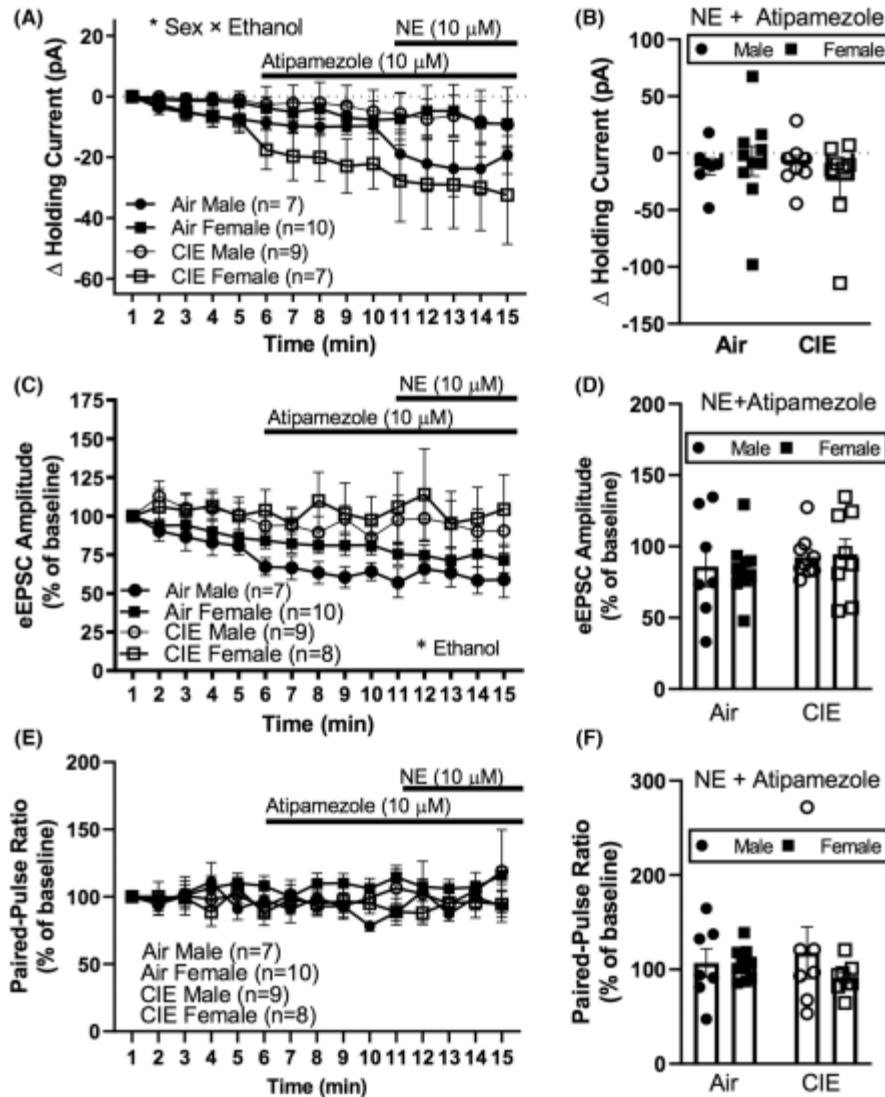 (A)
* Sex × Ethanol
NE (10 μM)
Atipamezole (10 μM)
20
0
-20
-40
-60
Δ Holding Current (pA)
Air Male (n= 7)
Air Female (n=10)
CIE Male (n=9)
CIE Female (n=7)
1 2 3 4 5 6 7 8 9 10 11 12 13 14 15
Time (min)
(B)
NE + Atipamezole
Male Female
100
50
0
-50
-100
-150
Δ Holding Current (pA)
Air CIE
(C)
NE (10 μM)
Atipamezole (10 μM)
175
150
125
100
75
50
25
0
eEPSC Amplitude
(% of baseline)
Air Male (n=7)
Air Female (n=10)
CIE Male (n=9)
CIE Female (n=8)
* Ethanol
1 2 3 4 5 6 7 8 9 10 11 12 13 14 15
Time (min)
(D)
NE+Atipamezole
Male Female
200
150
100
50
0
eEPSC Amplitude
(% of baseline)
Air CIE
(E)
NE (10 μM)
Atipamezole (10 μM)
200
150
100
50
0
Paired-Pulse Ratio
(% of baseline)
Air Male (n=7)
Air Female (n=10)
CIE Male (n=9)
CIE Female (n=8)
1 2 3 4 5 6 7 8 9 10 11 12 13 14 15
Time (min)
(F)
NE + Atipamezole
Male Female
300
200
100
0
Paired-Pulse Ratio
(% of baseline)
Air CIE